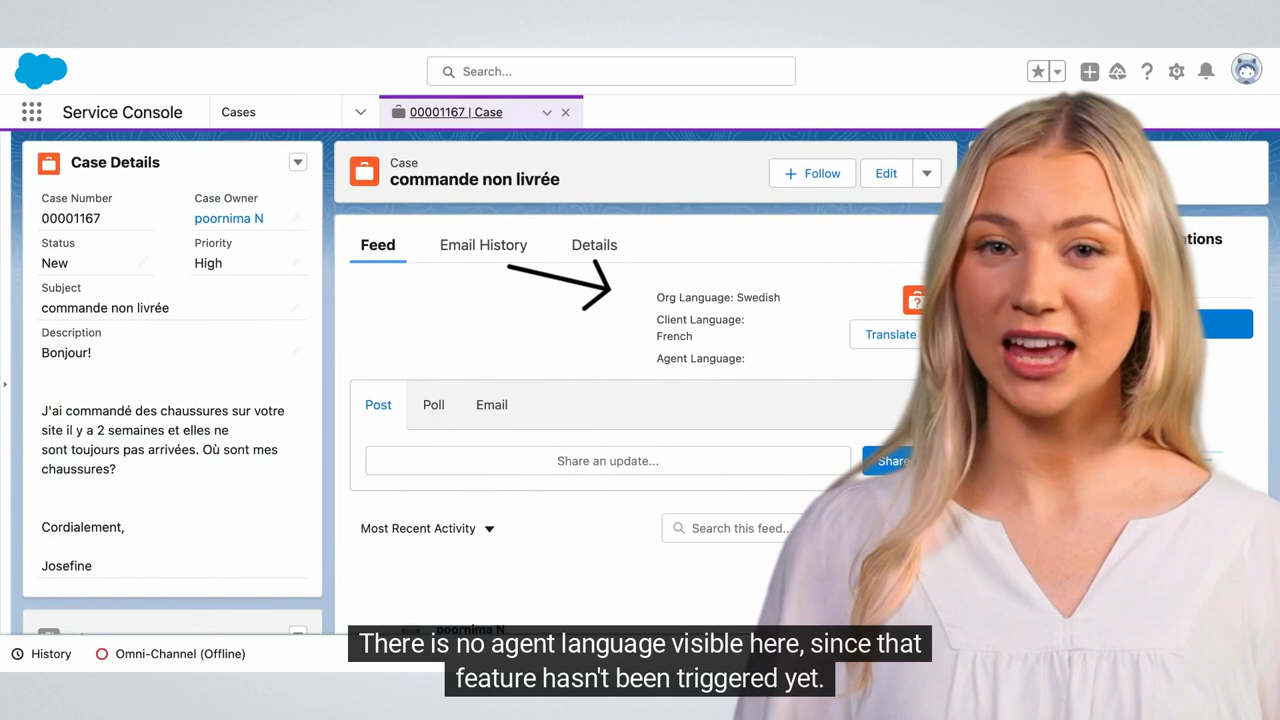 Search...
Service Console
Cases
00001167 | Case
Case Details
Case Number
Case Owner
00001167
poornima N
Status
Priority
New
High
Subject
commande non livrée
Description
Bonjour!
J'ai commandé des chaussures sur votre
site il y a 2 semaines et elles ne
sont toujours pas arrivées. Où sont mes
chaussures?
Cordialement,
Josefine
Case
commande non livrée
+ Follow
Edit
Feed
Email History
Details
Org Language: Swedish
Client Language:
French
Agent Language:
Translate
Post
Poll
Email
Share an update...
Share
Most Recent Activity
Search this feed...
poornima N
History
Omni-Channel (Offline)
There is no agent language visible here, since that
feature hasn't been triggered yet.